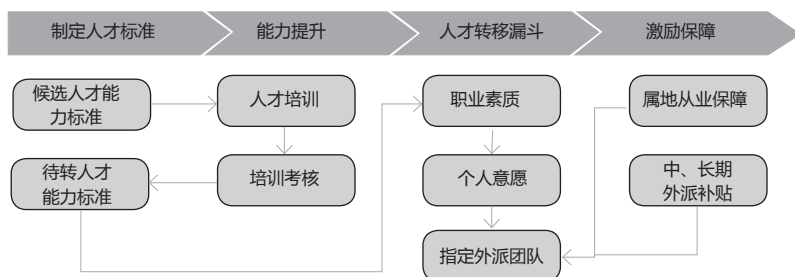 制定人才标准
能力提升
人才转移漏斗
激励保障
候选人才能
力标准
人才培训
职业素质
属地从业保障
待转人才
能力标准
培训考核
个人意愿
中、长期
外派补贴
指定外派团队